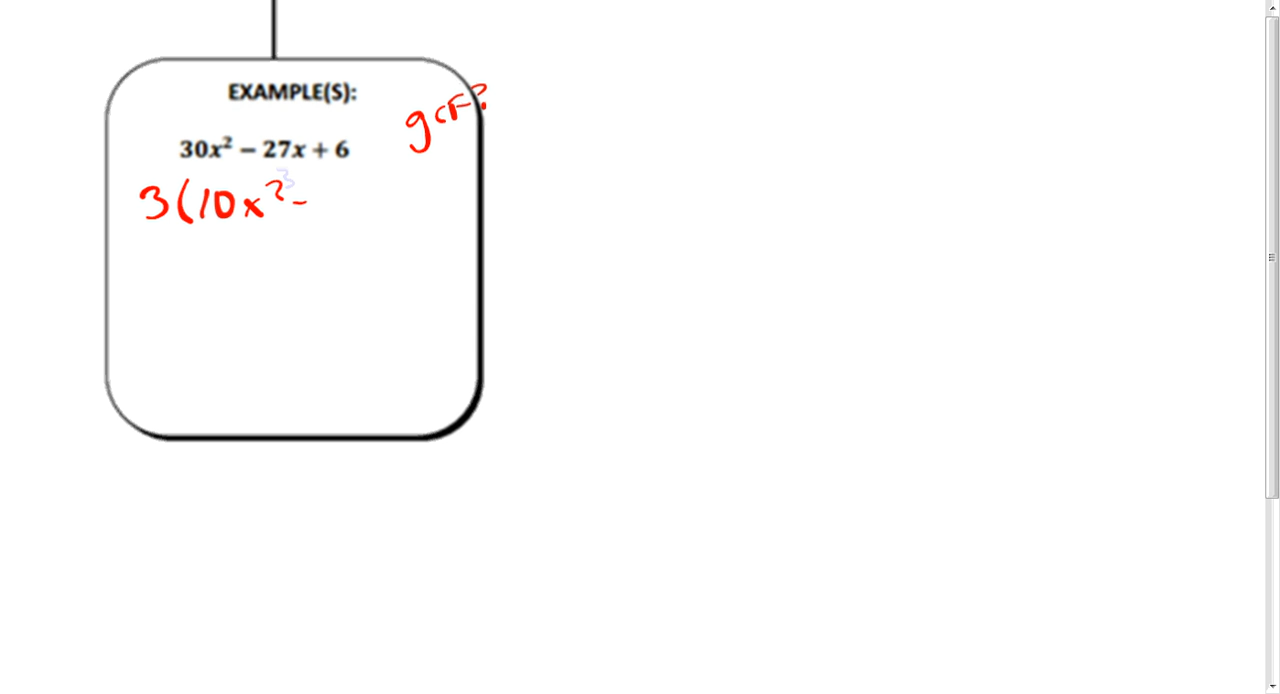 EXAMPLE(S):
gcF?
30x² − 27x + 6
3(10x² -